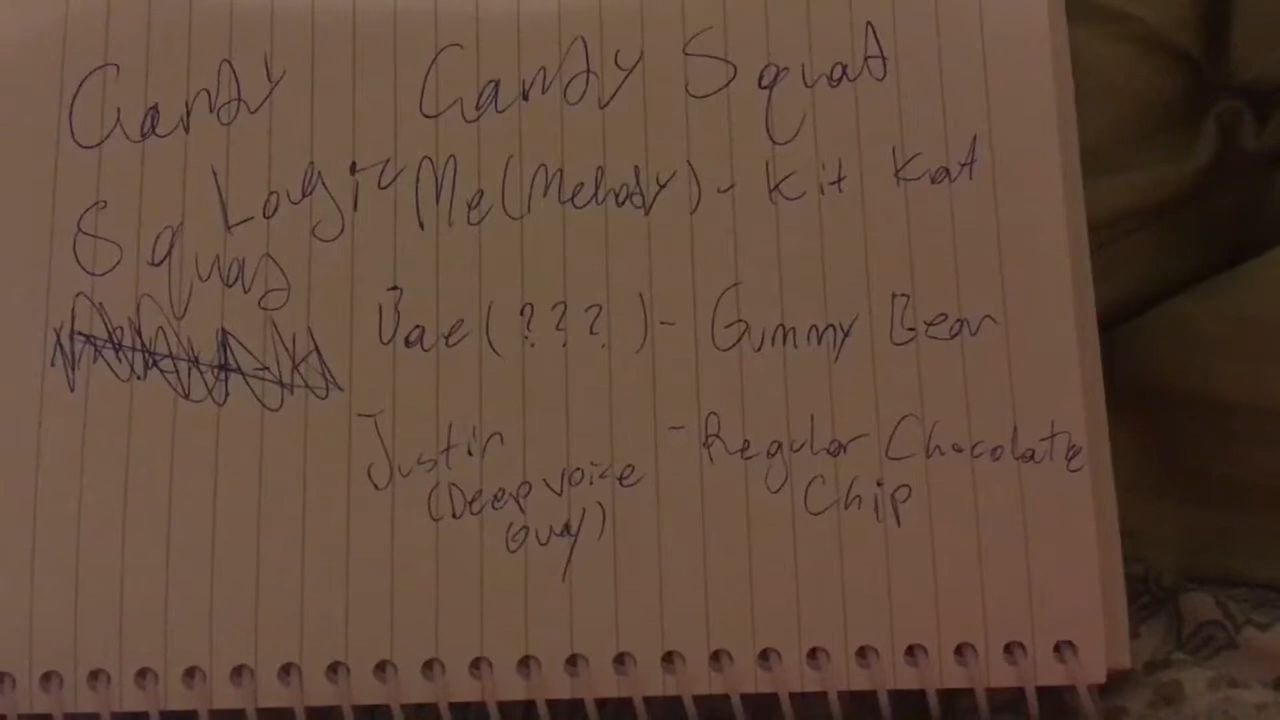 Candy
Logic
Squad
Candy Squad
Me (Melody) - Kit Kat
Bae (???) - Gummy Bear
Justin - Regular Chocolate
(Deep voice Chip
Guy)